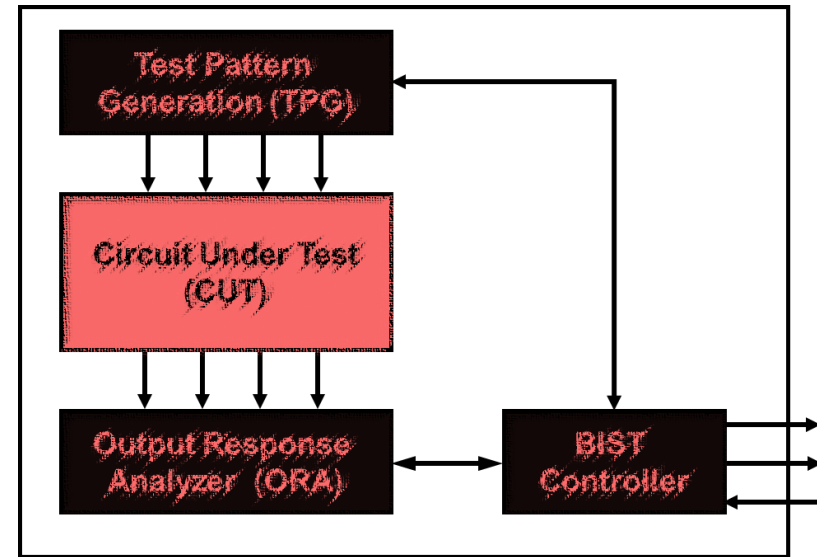 Test Pattern
Generation (TPG)
Circuit Under Test
(CUT)
Output Response
Analyzer (ORA)
BIST
Controller